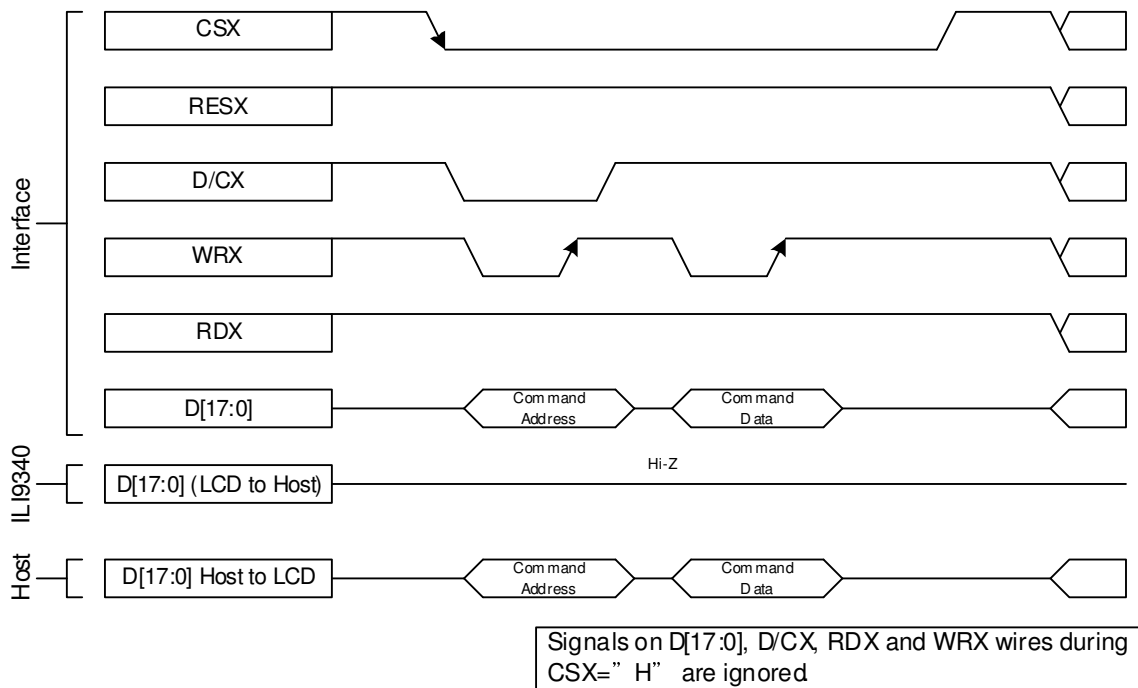 CSX
RESX
D/CX
WRX
RDX
D[17:0]
Command
Address
Command
Data
Interface
Hi-Z
D[17:0] (LCD to Host)
ILI9340
D[17:0] Host to LCD
Command
Address
Command
Data
Host
Signals on D[17:0], D/CX, RDX and WRX wires during
CSX=” H” are ignored.